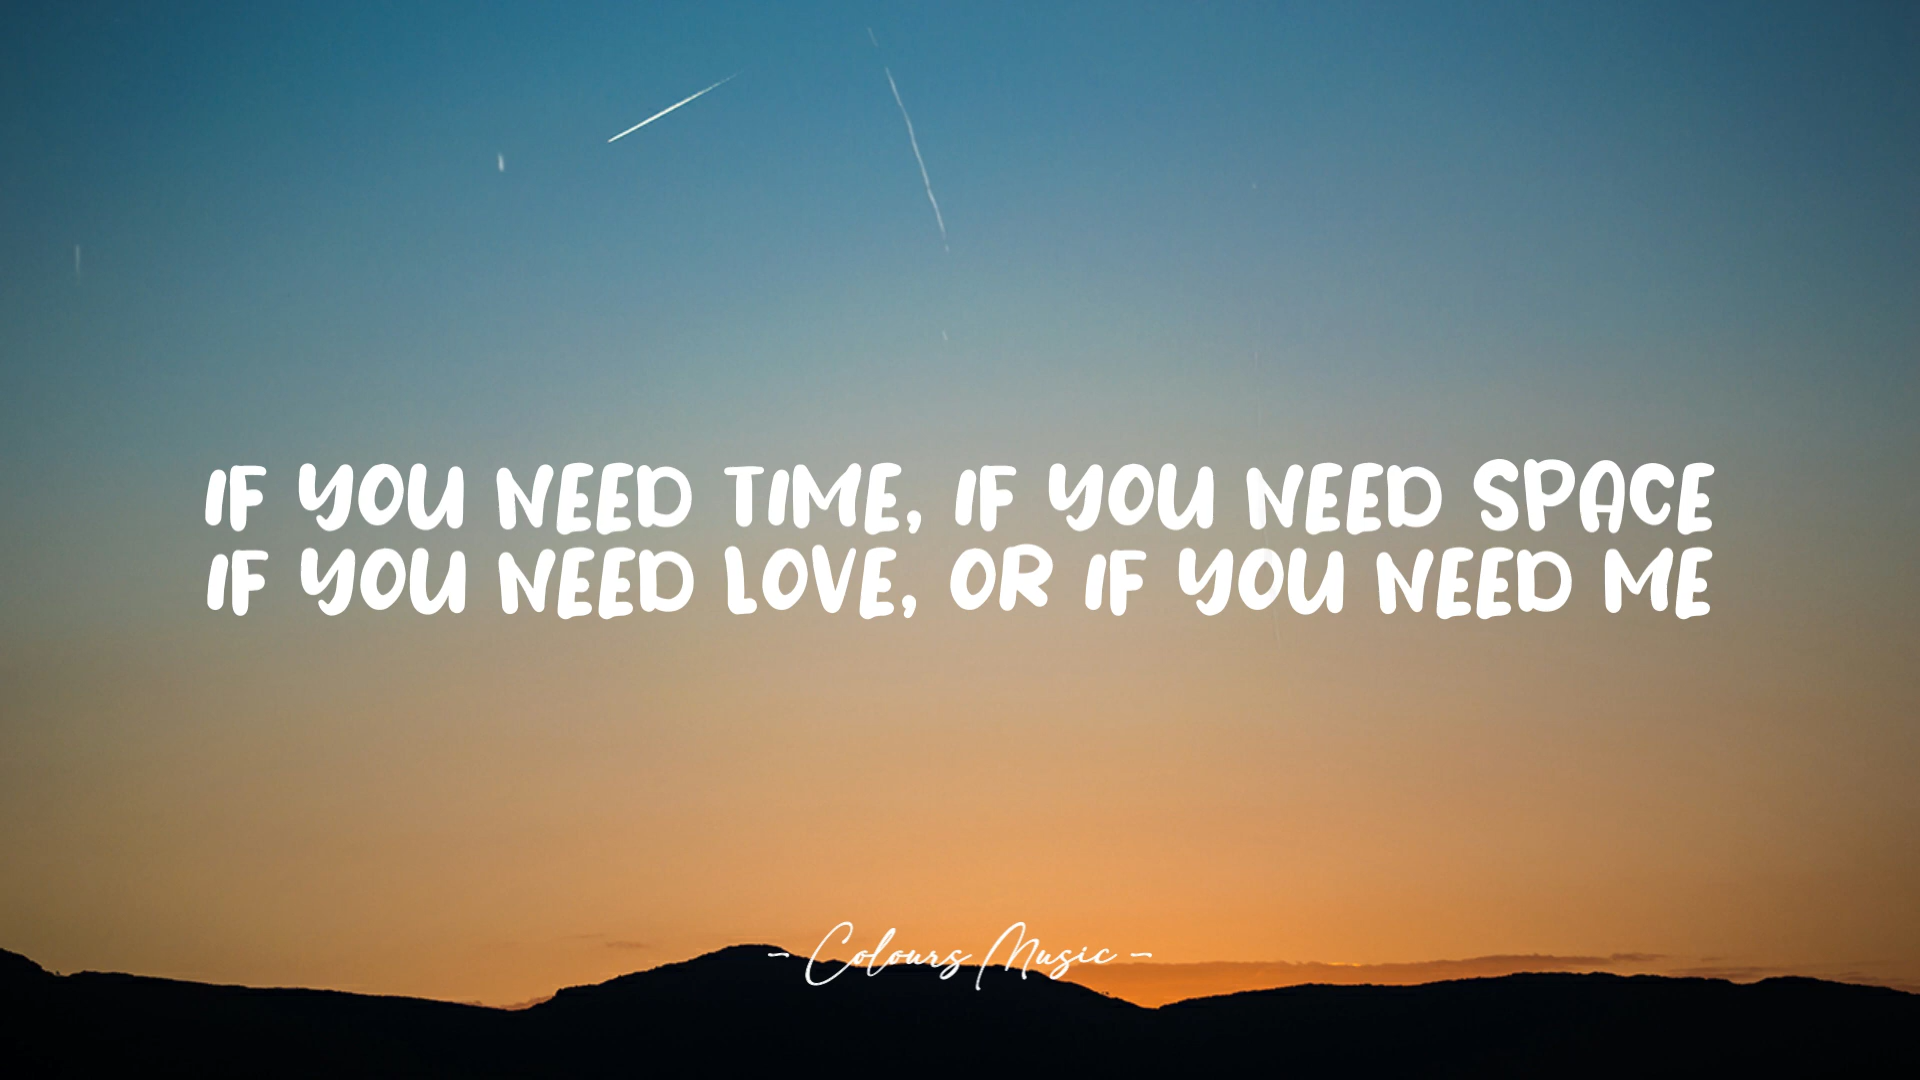 IF YOU NEED TIME, IF YOU NEED SPACE
IF YOU NEED LOVE, OR IF YOU NEED ME
- Colours Music -